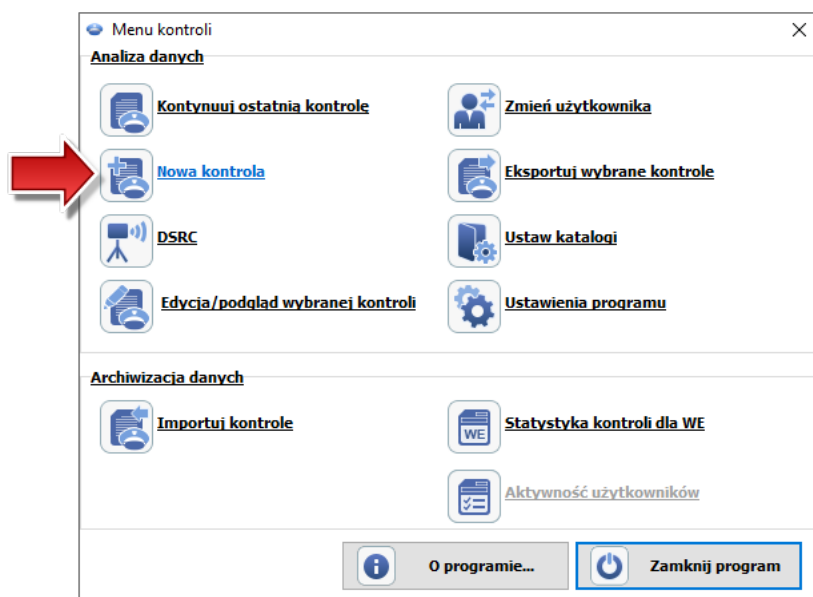 Menu kontroli
Analiza danych
Kontynuuj ostatnią kontrolę
Zmień użytkownika
Nowa kontrola
Eksportuj wybrane kontrole
DSRC
Ustaw katalogi
Edycja/podgląd wybranej kontroli
Ustawienia programu
Archiwizacja danych
Importuj kontrole
WE
Statystyka kontroli dla WE
Aktywność użytkowników
O programie...
Zamknij program